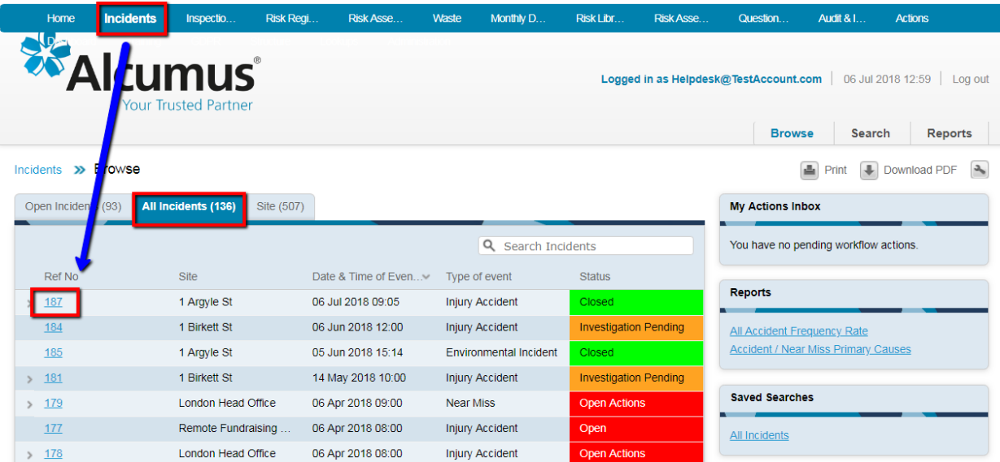 Home Incidents Inspectio... Risk Regi... Risk Asse... Waste Monthly D... Risk Libr... Risk Asse... Question... Audit & I... Actions
Alcumus®
Your Trusted Partner
Logged in as Helpdesk@TestAccount.com | 06 Jul 2018 12:59 | Log out
Browse Search Reports
Incidents » Browse
Print Download PDF
Open Incidents (93) All Incidents (136) Site (507)
Search Incidents
Ref No Site Date & Time of Even... Type of event Status
187 1 Argyle St 06 Jul 2018 09:05 Injury Accident Closed
184 1 Birkett St 06 Jun 2018 12:00 Injury Accident Investigation Pending
185 1 Argyle St 05 Jun 2018 15:14 Environmental Incident Closed
181 1 Birkett St 14 May 2018 10:00 Injury Accident Investigation Pending
179 London Head Office 06 Apr 2018 09:00 Near Miss Open Actions
177 Remote Fundraising ... 06 Apr 2018 08:00 Injury Accident Open
178 London Head Office 06 Apr 2018 08:00 Injury Accident Open Actions
My Actions Inbox
You have no pending workflow actions.
Reports
All Accident Frequency Rate
Accident / Near Miss Primary Causes
Saved Searches
All Incidents